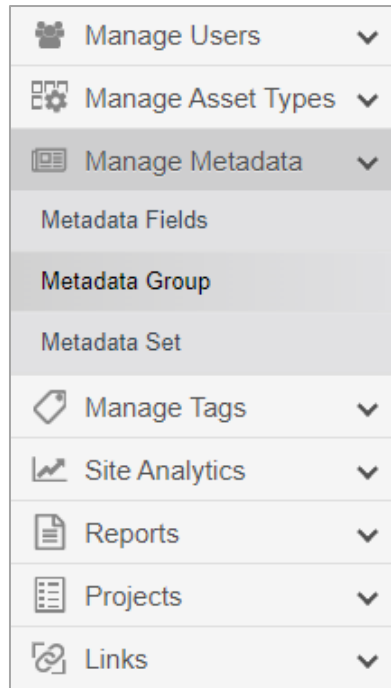 Manage Users
Manage Asset Types
Manage Metadata
Metadata Fields
Metadata Group
Metadata Set
Manage Tags
Site Analytics
Reports
Projects
Links